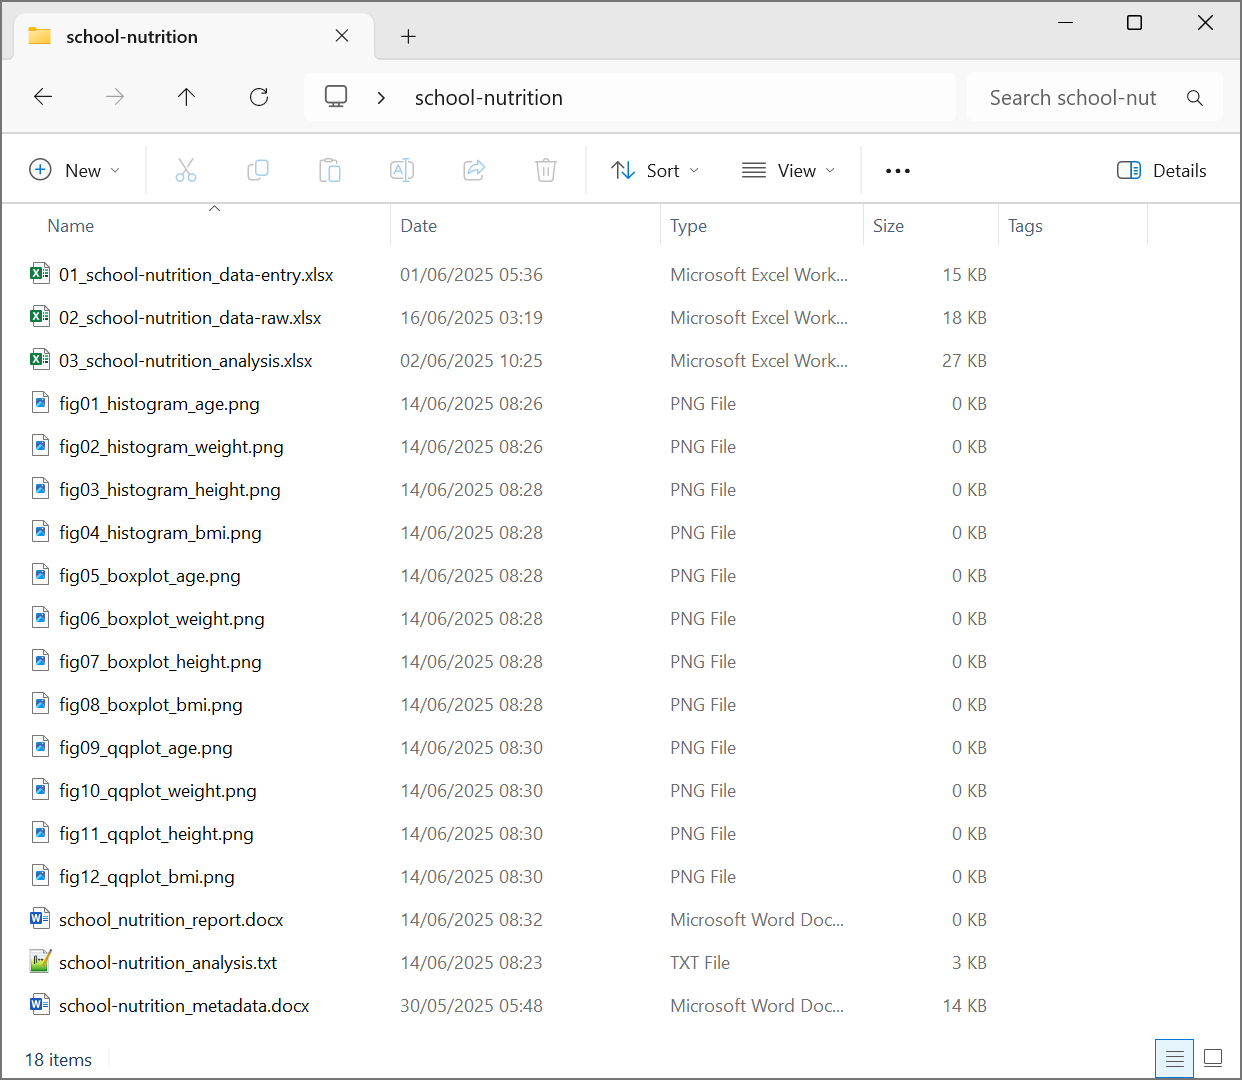 school-nutrition
school-nutrition
Search school-nut
New
Sort
View
Details
Name Date Type Size Tags
01_school-nutrition_data-entry.xlsx 01/06/2025 05:36 Microsoft Excel Work... 15 KB
02_school-nutrition_data-raw.xlsx 16/06/2025 03:19 Microsoft Excel Work... 18 KB
03_school-nutrition_analysis.xlsx 02/06/2025 10:25 Microsoft Excel Work... 27 KB
fig01_histogram_age.png 14/06/2025 08:26 PNG File 0 KB
fig02_histogram_weight.png 14/06/2025 08:26 PNG File 0 KB
fig03_histogram_height.png 14/06/2025 08:28 PNG File 0 KB
fig04_histogram_bmi.png 14/06/2025 08:28 PNG File 0 KB
fig05_boxplot_age.png 14/06/2025 08:28 PNG File 0 KB
fig06_boxplot_weight.png 14/06/2025 08:28 PNG File 0 KB
fig07_boxplot_height.png 14/06/2025 08:28 PNG File 0 KB
fig08_boxplot_bmi.png 14/06/2025 08:28 PNG File 0 KB
fig09_qqplot_age.png 14/06/2025 08:30 PNG File 0 KB
fig10_qqplot_weight.png 14/06/2025 08:30 PNG File 0 KB
fig11_qqplot_height.png 14/06/2025 08:30 PNG File 0 KB
fig12_qqplot_bmi.png 14/06/2025 08:30 PNG File 0 KB
school_nutrition_report.docx 14/06/2025 08:32 Microsoft Word Doc... 0 KB
school-nutrition_analysis.txt 14/06/2025 08:23 TXT File 3 KB
school-nutrition_metadata.docx 30/05/2025 05:48 Microsoft Word Doc... 14 KB
18 items